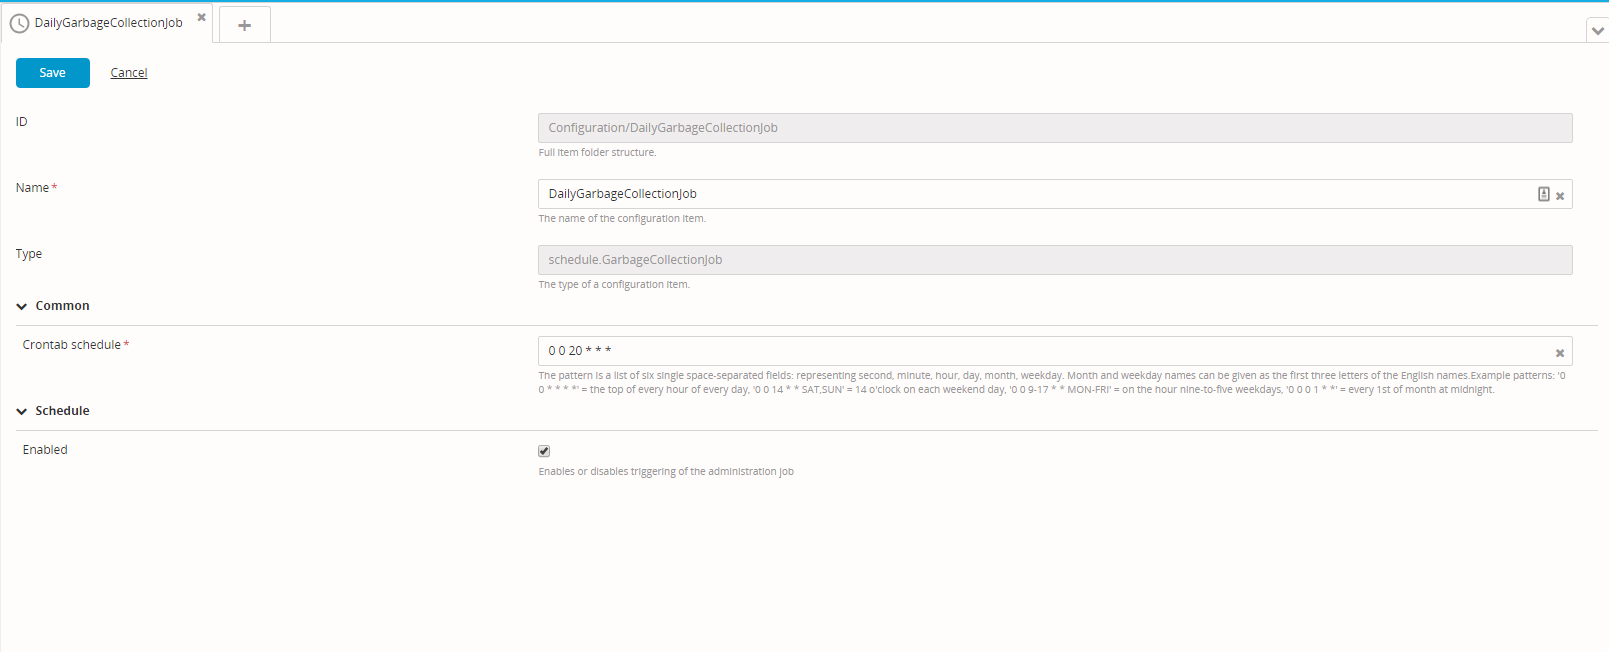 DailyGarbageCollectionJob
Save Cancel
ID
Configuration/DailyGarbageCollectionJob
Full item folder structure.
Name*
DailyGarbageCollectionJob
The name of the configuration item.
Type
schedule.GarbageCollectionJob
The type of a configuration item.
Common
Crontab schedule*
0 0 20 * * *
The pattern is a list of six single space-separated fields: representing second, minute, hour, day, month, weekday. Month and weekday names can be given as the first three letters of the English names.Example patterns: '0
0 * * * *' = the top of every hour of every day, '0 0 14 * * SAT,SUN' = 14 o'clock on each weekend day, '0 0 9-17 * * MON-FRI' = on the hour nine-to-five weekdays, '0 0 0 1 * *' = every 1st of month at midnight.
Schedule
Enabled
Enables or disables triggering of the administration job